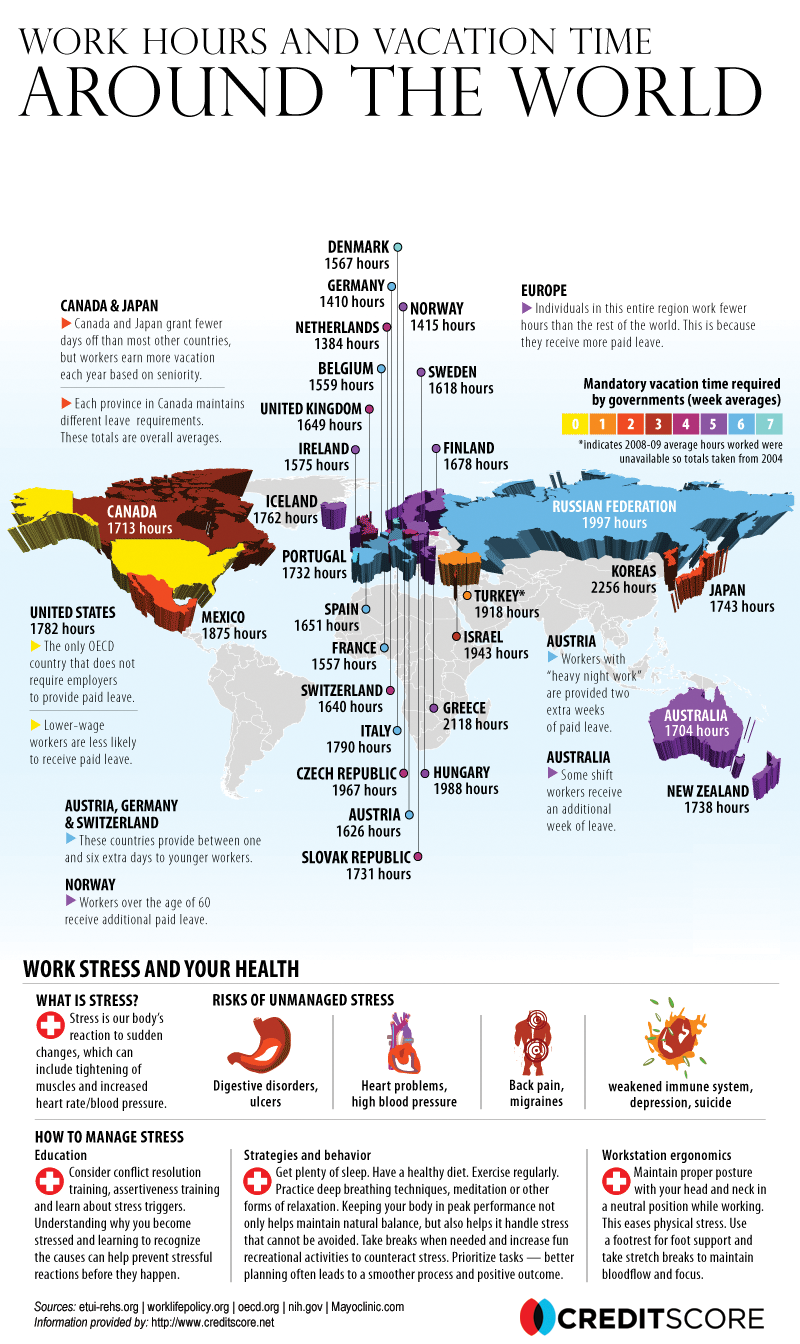 WORK HOURS AND VACATION TIME
AROUND THE WORLD
DENMARK
1567 hours
GERMANY
1410 hours
NORWAY
1415 hours
NETHERLANDS
1384 hours
BELGIUM
1559 hours
SWEDEN
1618 hours
UNITED KINGDOM
1649 hours
IRELAND
1575 hours
FINLAND
1678 hours
CANADA & JAPAN
Canada and Japan grant fewer
days off than most other countries,
but workers earn more vacation
each year based on seniority.
Each province in Canada maintains
different leave requirements.
These totals are overall averages.
EUROPE
Individuals in this entire region work fewer
hours than the rest of the world. This is because
they receive more paid leave.
Mandatory vacation time required
by governments (week averages)
0 1 2 3 4 5 6 7
*indicates 2008-09 average hours worked were
unavailable so totals taken from 2004
CANADA
1713 hours
ICELAND
1762 hours
RUSSIAN FEDERATION
1997 hours
PORTUGAL
1732 hours
KOREAS
2256 hours
JAPAN
1743 hours
TURKEY*
1918 hours
SPAIN
1651 hours
ISRAEL
1943 hours
MEXICO
1875 hours
UNITED STATES
1782 hours
The only OECD
country that does not
require employers
to provide paid leave.
Lower-wage
workers are less likely
to receive paid leave.
FRANCE
1557 hours
SWITZERLAND
1640 hours
GREECE
2118 hours
ITALY
1790 hours
CZECH REPUBLIC
1967 hours
HUNGARY
1988 hours
AUSTRIA
1626 hours
SLOVAK REPUBLIC
1731 hours
AUSTRIA
Workers with
“heavy night work”
are provided two
extra weeks
of paid leave.
AUSTRALIA
Some shift
workers receive
an additional
week of leave.
AUSTRALIA
1704 hours
NEW ZEALAND
1738 hours
AUSTRIA, GERMANY
& SWITZERLAND
These countries provide between one
and six extra days to younger workers.
NORWAY
Workers over the age of 60
receive additional paid leave.
WORK STRESS AND YOUR HEALTH
WHAT IS STRESS?
Stress is our body's
reaction to sudden
changes, which can
include tightening of
muscles and increased
heart rate/blood pressure.
RISKS OF UNMANAGED STRESS
Digestive disorders,
ulcers
Heart problems,
high blood pressure
Back pain,
migraines
weakened immune system,
depression, suicide
HOW TO MANAGE STRESS
Education
Consider conflict resolution
training, assertiveness training
and learn about stress triggers.
Understanding why you become
stressed and learning to recognize
the causes can help prevent stressful
reactions before they happen.
Strategies and behavior
Get plenty of sleep. Have a healthy diet. Exercise regularly.
Practice deep breathing techniques, meditation or other
forms of relaxation. Keeping your body in peak performance not
only helps maintain natural balance, but also helps it handle stress
that cannot be avoided. Take breaks when needed and increase fun
recreational activities to counteract stress. Prioritize tasks — better
planning often leads to a smoother process and positive outcome.
Workstation ergonomics
Maintain proper posture
with your head and neck in
a neutral position while working.
This eases physical stress. Use
a footrest for foot support and
take stretch breaks to maintain
bloodflow and focus.
Sources: etui-rehs.org | worklifepolicy.org | oecd.org | nih.gov | Mayoclinic.com
Information provided by: http://www.creditscore.net
CREDITSCORE